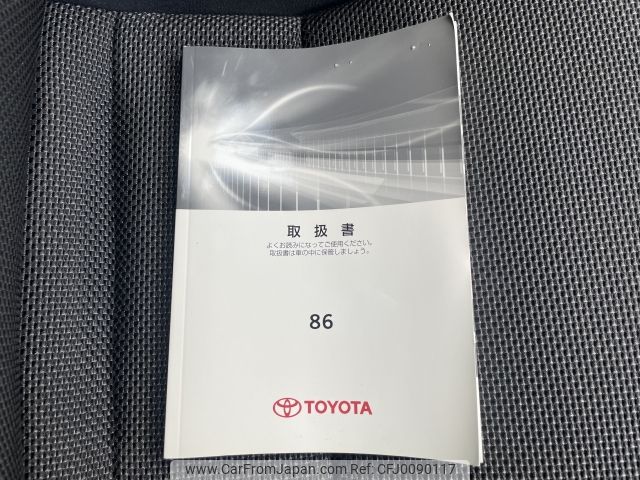 取扱書
よくお読みになってご使用ください。
取扱書は車の中に保管しましょう。
86
TOYOTA
www.CarFromJapan.com Ref.CFJ0090117